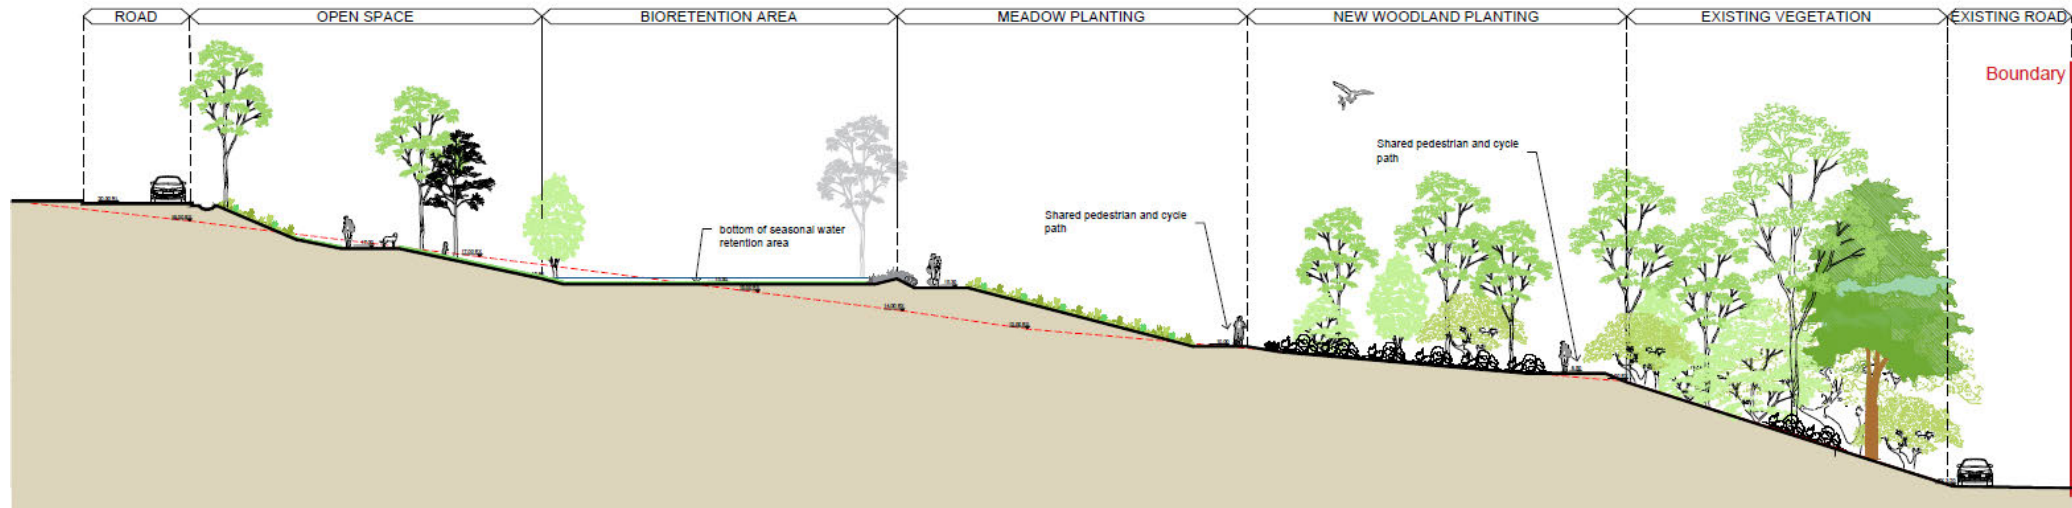 ROAD
OPEN SPACE
BIORETENTION AREA
MEADOW PLANTING
NEW WOODLAND PLANTING
EXISTING VEGETATION
EXISTING ROAD
Boundary
Shared pedestrian and cycle
path
Shared pedestrian and cycle
path
bottom of seasonal water
retention area